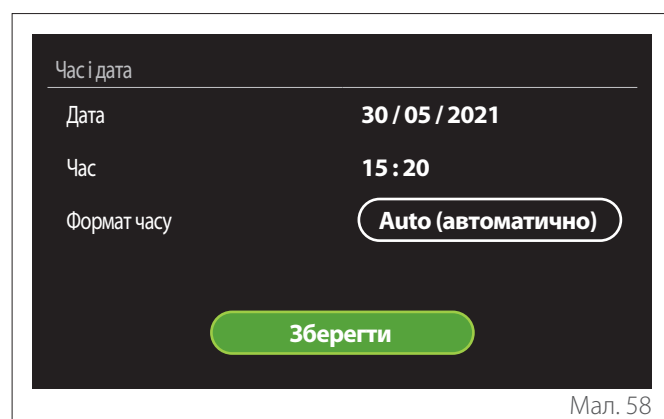 Час і дата
Дата 30 / 05 / 2021
Час 15 : 20
Формат часу Auto (автоматично)
Зберегти
Мал. 58